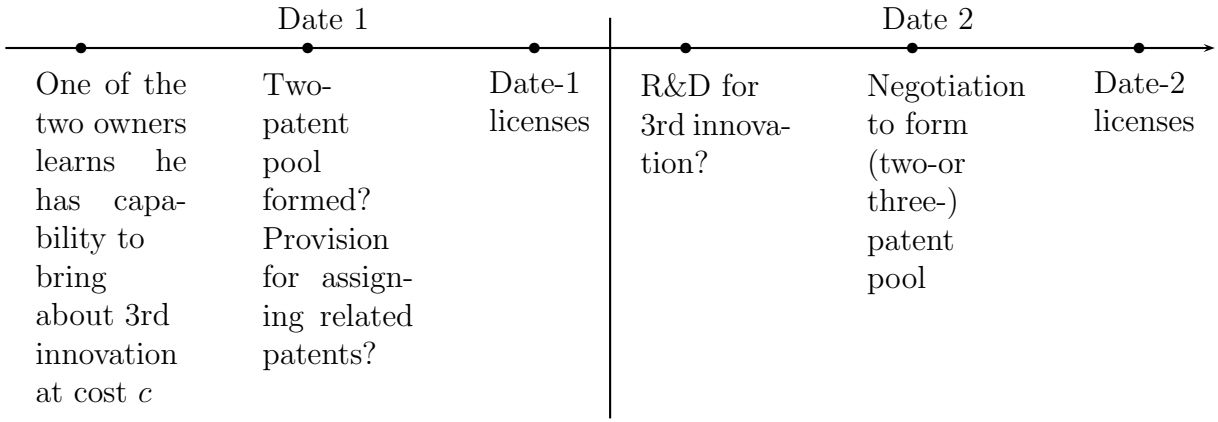 Date 1
Date 2
One of the
two owners
learns he
has capa-
bility to
bring
about 3rd
innovation
at cost c
Two-
patent
pool
formed?
Provision
for assign-
ing related
patents?
Date-1
licenses
R&D for
3rd innova-
tion?
Negotiation
to form
(two-or
three-)
patent
pool
Date-2
licenses